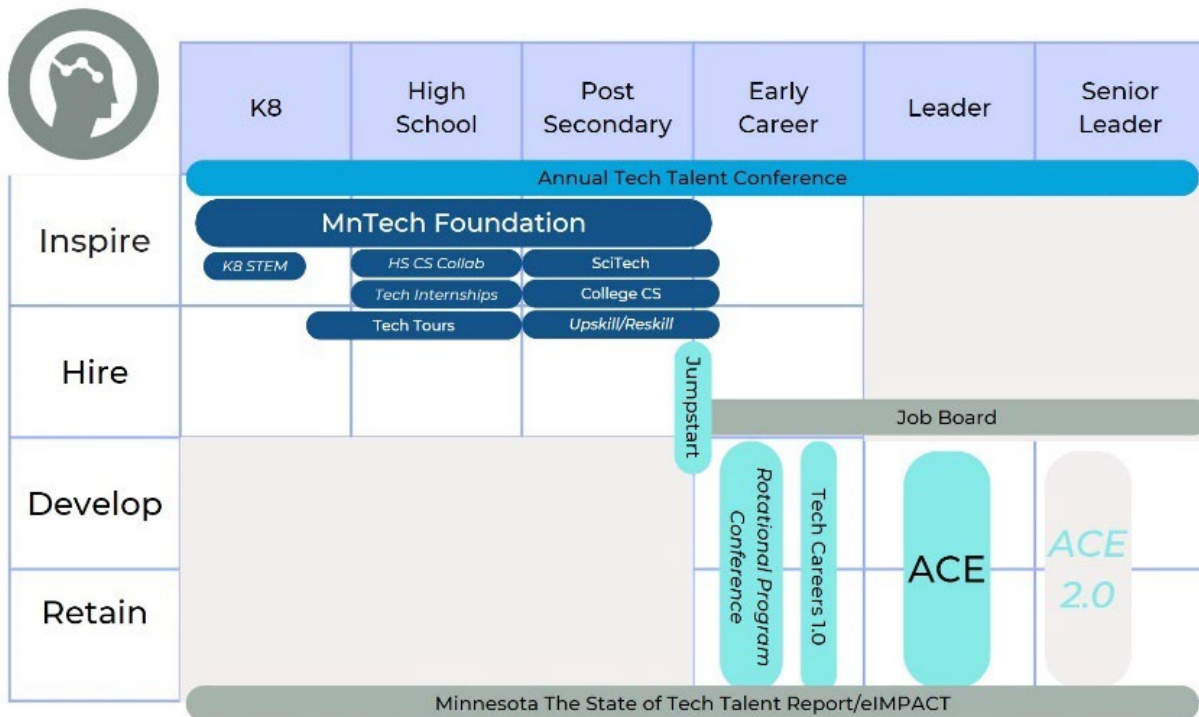 K8
High
School
Post
Secondary
Early
Career
Leader
Senior
Leader
Annual Tech Talent Conference
Inspire
MnTech Foundation
K8 STEM
HS CS Collab
SciTech
Tech Internships
College CS
Tech Tours
Upskill/Reskill
Hire
Jumpstart
Job Board
Develop
Rotational Program
Conference
Tech Careers 1.0
ACE
ACE
2.0
Retain
Minnesota The State of Tech Talent Report/eIMPACT